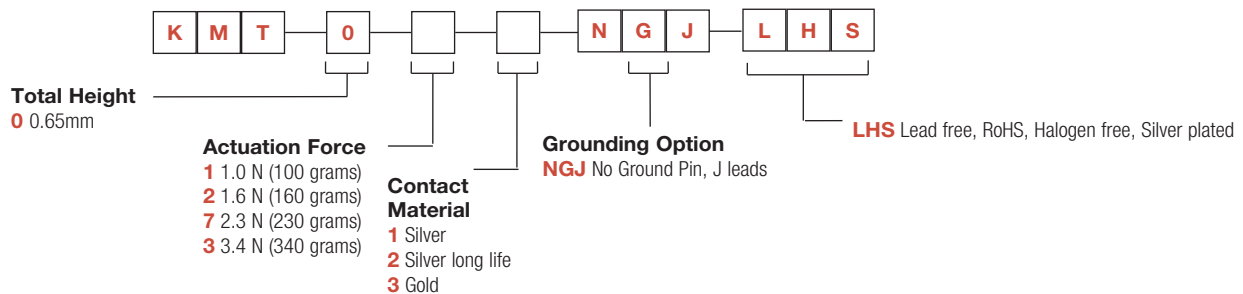 K M T 0 N G J L H S
Total Height
0 0.65mm
Actuation Force
1 1.0 N (100 grams)
2 1.6 N (160 grams)
7 2.3 N (230 grams)
3 3.4 N (340 grams)
Contact
Material
1 Silver
2 Silver long life
3 Gold
Grounding Option
NGJ No Ground Pin, J leads
LHS Lead free, RoHS, Halogen free, Silver plated